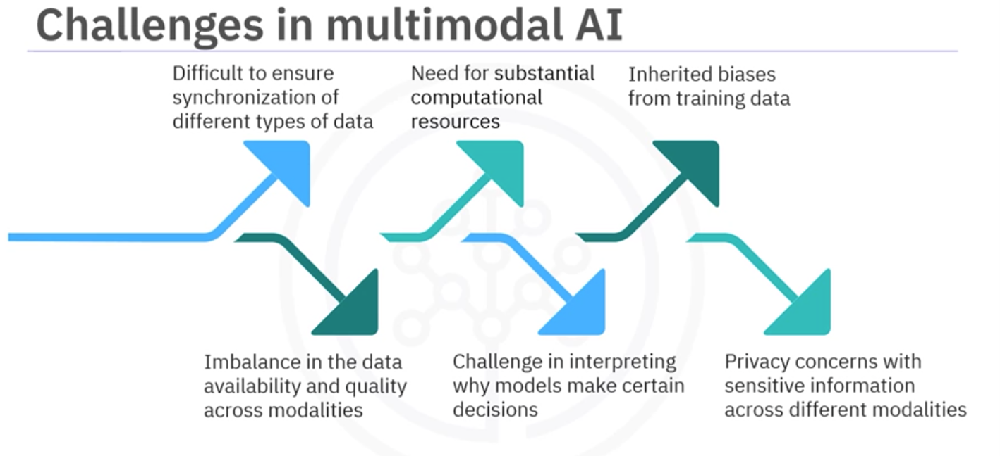 Challenges in multimodal AI
Difficult to ensure
synchronization of
different types of data
Need for substantial
computational
resources
Inherited biases
from training data
Imbalance in the data
availability and quality
across modalities
Challenge in interpreting
why models make certain
decisions
Privacy concerns with
sensitive information
across different modalities